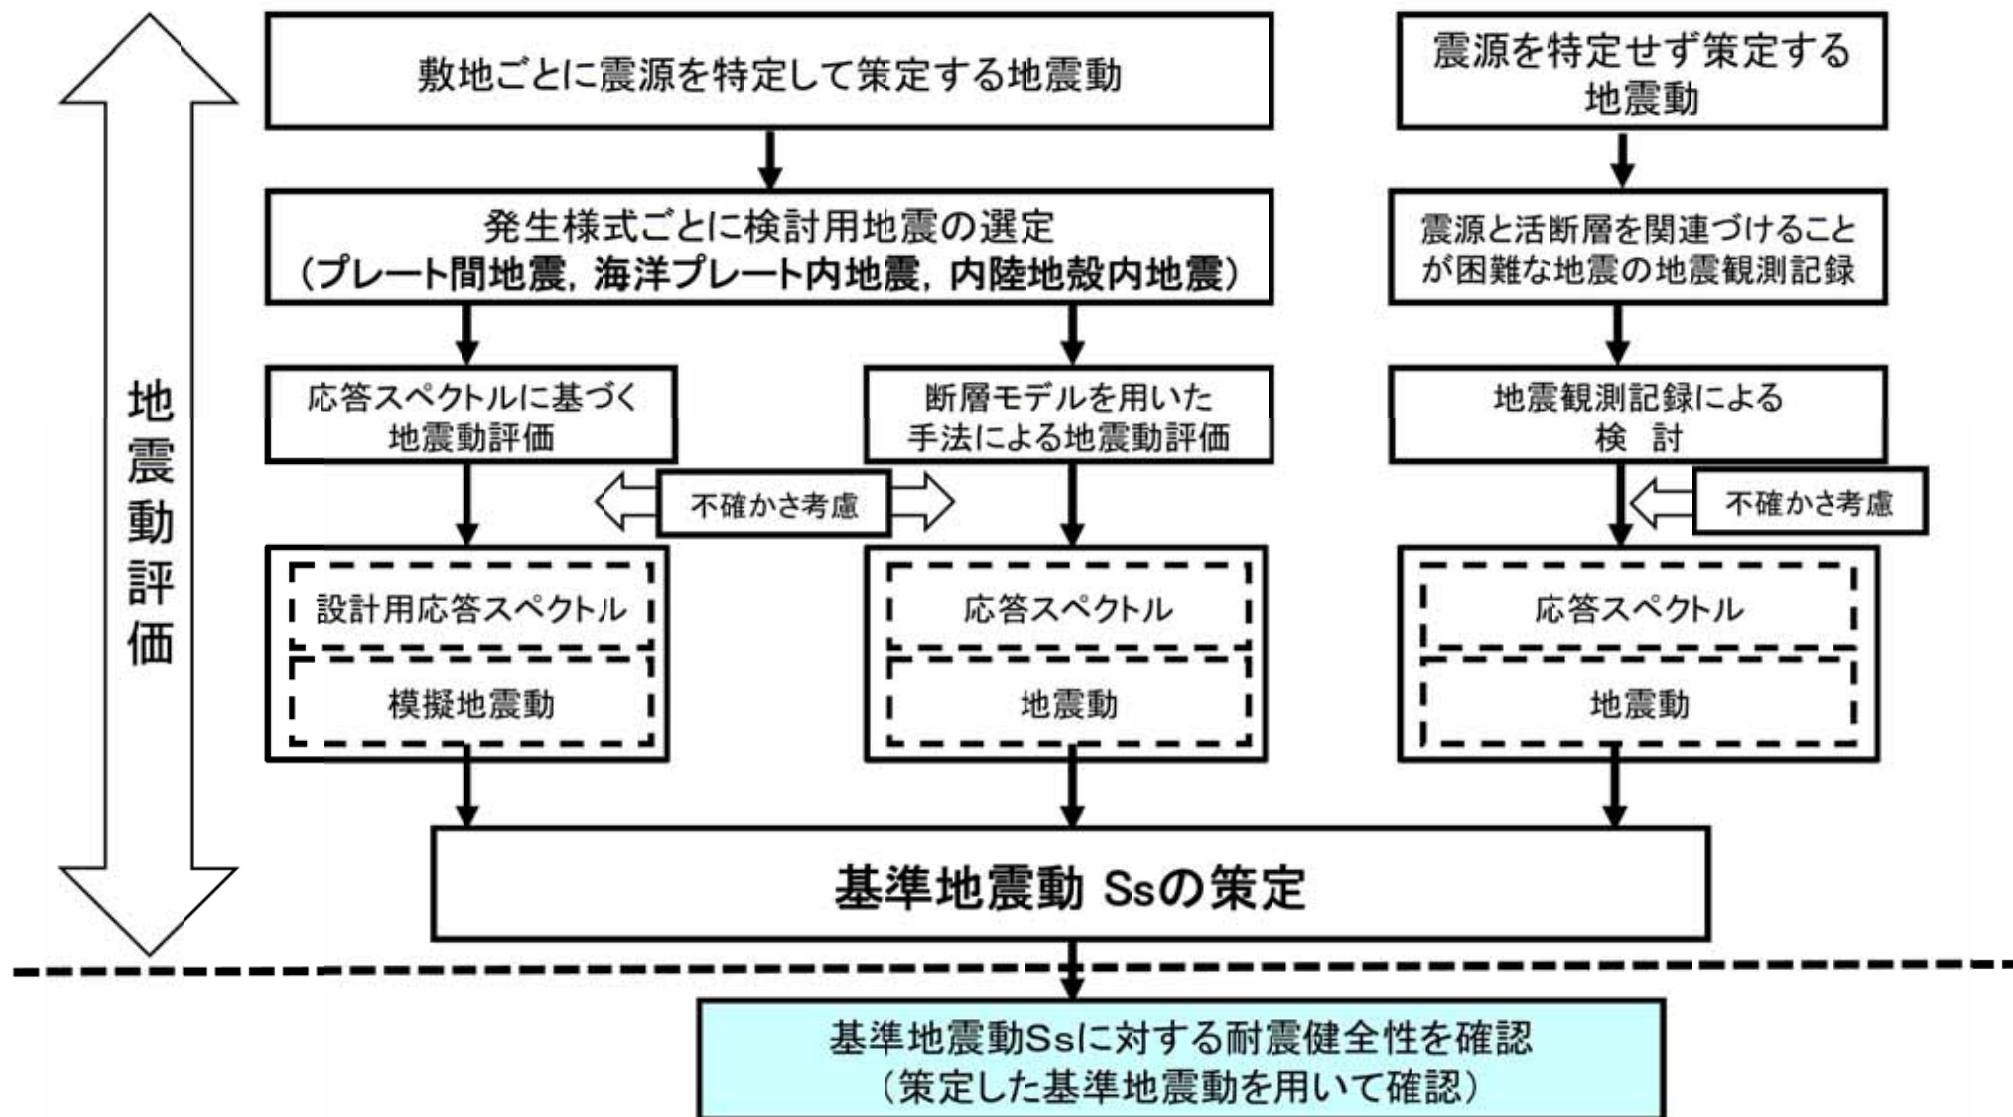 敷地ごとに震源を特定して策定する地震動
震源を特定せず策定する
地震動
発生様式ごとに検討用地震の選定
（プレート間地震, 海洋プレート内地震, 内陸地殻内地震）
震源と活断層を関連づけること
が困難な地震の地震観測記録
応答スペクトルに基づく
地震動評価
断層モデルを用いた
手法による地震動評価
地震観測記録による
検　討
不確かさ考慮
不確かさ考慮
設計用応答スペクトル
模擬地震動
応答スペクトル
地震動
応答スペクトル
地震動
地震動評価
基準地震動 Ssの策定
基準地震動Ssに対する耐震健全性を確認
（策定した基準地震動を用いて確認）